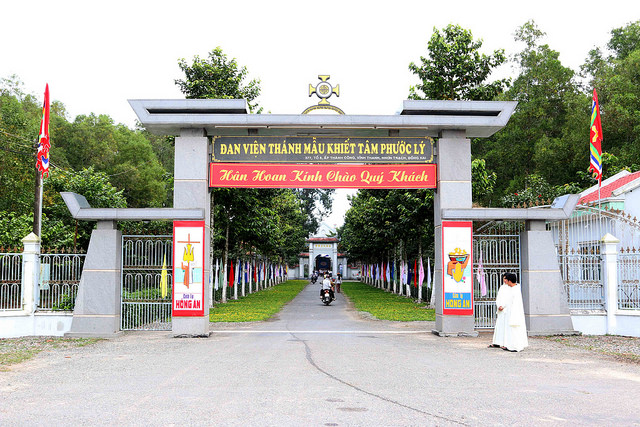 ĐAN VIỆN THÁNH MẪU KHIẾT TÂM PHƯỚC LÝ
Hân Hoan Kính Chào Quý Khách
HỒNG ÂN
HỒNG ÂN